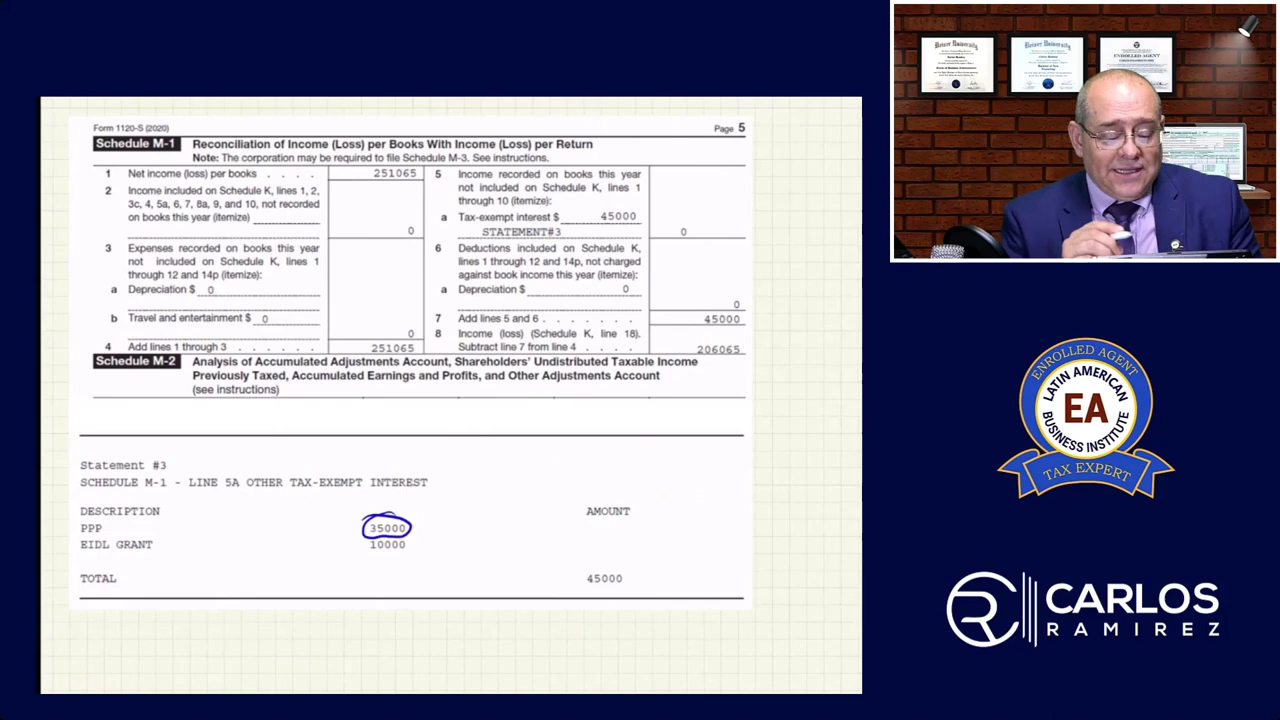 Form 1120-S (2020) Page 5
Schedule M-1 Reconciliation of Income (Loss) per Books With Income (Loss) per Return
Note: The corporation may be required to file Schedule M-3. See instructions.
1 Net income (loss) per books . . . . 251065
2 Income included on Schedule K, lines 1, 2,
3c, 4, 5a, 6, 7, 8a, 9, and 10, not recorded
on books this year (itemize)
0
3 Expenses recorded on books this year
not included on Schedule K, lines 1
through 12 and 14p (itemize):
a Depreciation $ 0
b Travel and entertainment $ 0
0
4 Add lines 1 through 3 . . . . . . 251065
5 Income recorded on books this year
not included on Schedule K, lines 1
through 10 (itemize):
a Tax-exempt interest $ 45000
STATEMENT#3 0
6 Deductions included on Schedule K,
lines 1 through 12 and 14p, not charged
against book income this year (itemize):
a Depreciation $ 0
0
7 Add lines 5 and 6 . . . . . . . 45000
8 Income (loss) (Schedule K, line 18).
Subtract line 7 from line 4 . . . . 206065
Schedule M-2 Analysis of Accumulated Adjustments Account, Shareholders' Undistributed Taxable Income
Previously Taxed, Accumulated Earnings and Profits, and Other Adjustments Account
(see instructions)
Statement #3
SCHEDULE M-1 - LINE 5A OTHER TAX-EXEMPT INTEREST
DESCRIPTION AMOUNT
PPP 35000
EIDL GRANT 10000
TOTAL 45000
ENROLLED AGENT
LATIN AMERICAN
EA
BUSINESS INSTITUTE
TAX EXPERT
CARLOS
RAMIREZ